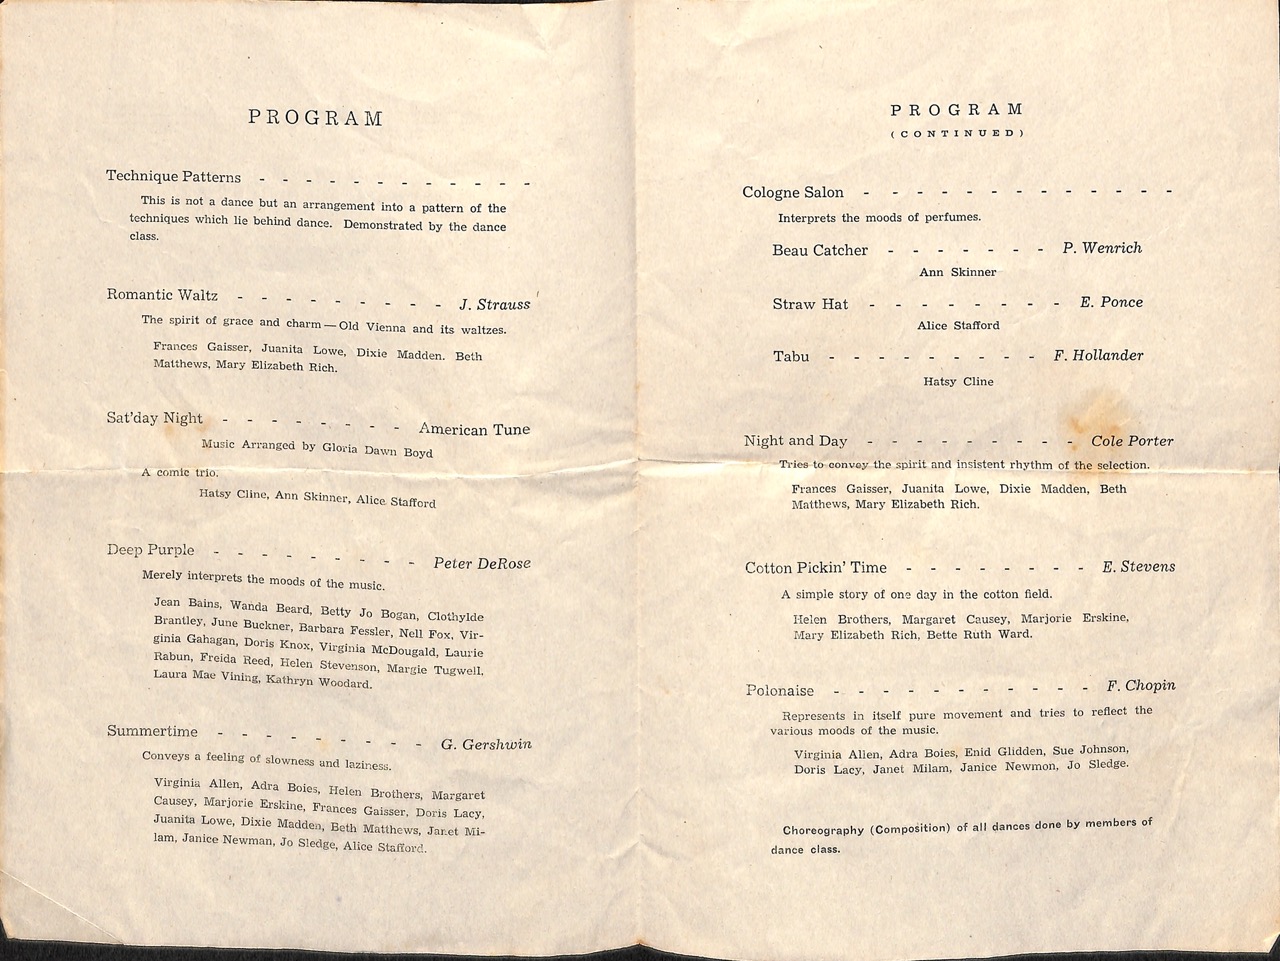 PROGRAM
Technique Patterns - - - - - - - - - - - -
This is not a dance but an arrangement into a pattern of the
techniques which lie behind dance. Demonstrated by the dance
class.
Romantic Waltz - - - - - - - - - J. Strauss
The spirit of grace and charm — Old Vienna and its waltzes.
Frances Gaisser, Juanita Lowe, Dixie Madden. Beth
Matthews, Mary Elizabeth Rich.
Sat'day Night - - - - - - - - American Tune
Music Arranged by Gloria Dawn Boyd
A comic trio.
Hatsy Cline, Ann Skinner, Alice Stafford
Deep Purple - - - - - - - - - Peter DeRose
Merely interprets the moods of the music.
Jean Bains, Wanda Beard, Betty Jo Bogan, Clothylde
Brantley, June Buckner, Barbara Fessler, Nell Fox, Vir-
ginia Gahagan, Doris Knox, Virginia McDougald, Laurie
Rabun, Freida Reed, Helen Stevenson, Margie Tugwell,
Laura Mae Vining, Kathryn Woodard.
Summertime - - - - - - - - - G. Gershwin
Conveys a feeling of slowness and laziness.
Virginia Allen, Adra Boies, Helen Brothers, Margaret
Causey, Marjorie Erskine, Frances Gaisser, Doris Lacy,
Juanita Lowe, Dixie Madden, Beth Matthews, Janet Mi-
lam, Janice Newman, Jo Sledge, Alice Stafford.
PROGRAM
(CONTINUED)
Cologne Salon - - - - - - - - - - - - -
Interprets the moods of perfumes.
Beau Catcher - - - - - - - P. Wenrich
Ann Skinner
Straw Hat - - - - - - - - E. Ponce
Alice Stafford
Tabu - - - - - - - - - F. Hollander
Hatsy Cline
Night and Day - - - - - - - - - Cole Porter
Tries to convey the spirit and insistent rhythm of the selection.
Frances Gaisser, Juanita Lowe, Dixie Madden, Beth
Matthews, Mary Elizabeth Rich.
Cotton Pickin' Time - - - - - - - - E. Stevens
A simple story of one day in the cotton field.
Helen Brothers, Margaret Causey, Marjorie Erskine,
Mary Elizabeth Rich, Bette Ruth Ward.
Polonaise - - - - - - - - - - - F. Chopin
Represents in itself pure movement and tries to reflect the
various moods of the music.
Virginia Allen, Adra Boies, Enid Glidden, Sue Johnson,
Doris Lacy, Janet Milam, Janice Newmon, Jo Sledge.
Choreography (Composition) of all dances done by members of
dance class.